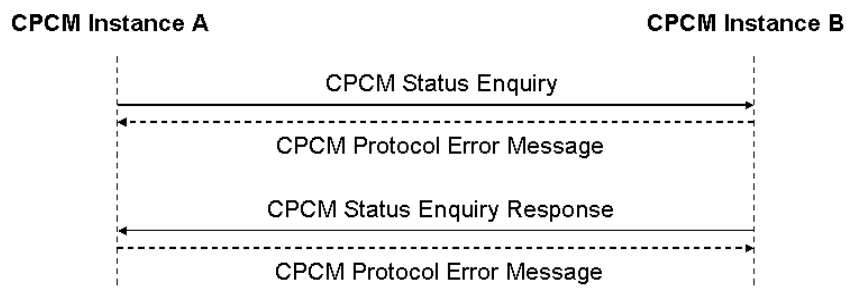 CPCM Instance A
CPCM Instance B
CPCM Status Enquiry
CPCM Protocol Error Message
CPCM Status Enquiry Response
CPCM Protocol Error Message